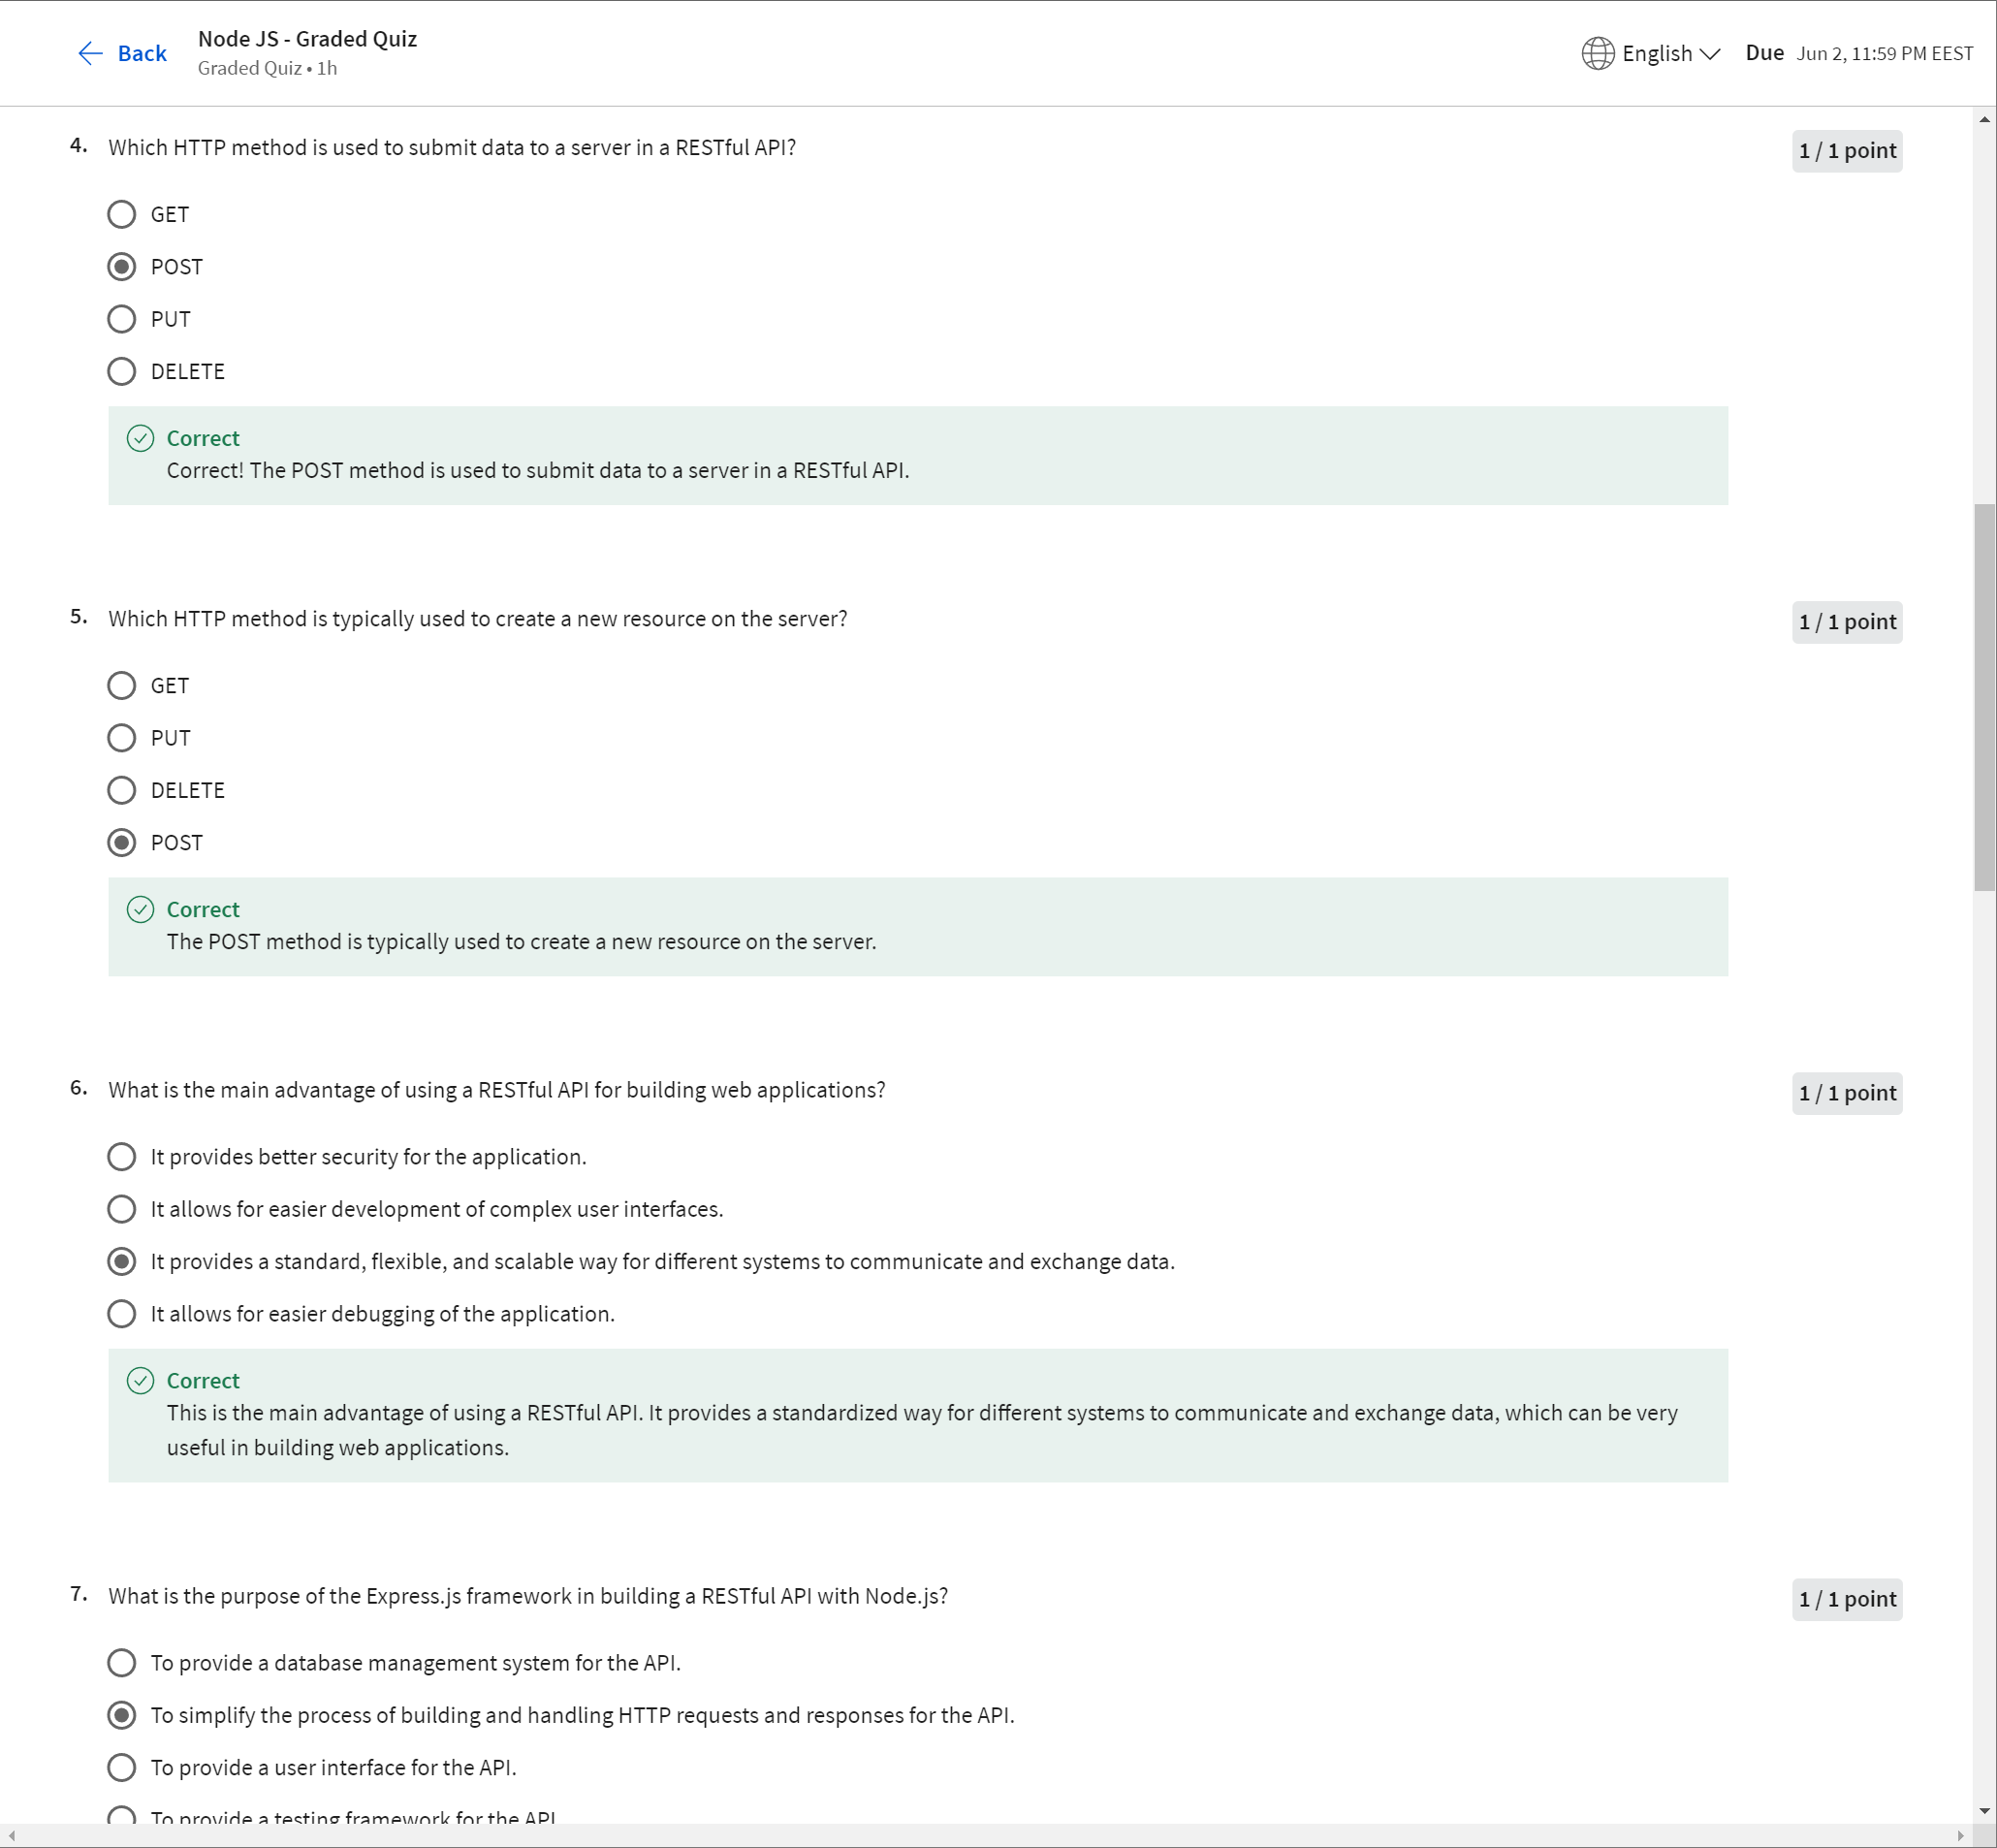 Back
Node JS - Graded Quiz
Graded Quiz • 1h
English
Due Jun 2, 11:59 PM EEST
4. Which HTTP method is used to submit data to a server in a RESTful API?
1 / 1 point
GET
POST
PUT
DELETE
Correct
Correct! The POST method is used to submit data to a server in a RESTful API.
5. Which HTTP method is typically used to create a new resource on the server?
1 / 1 point
GET
PUT
DELETE
POST
Correct
The POST method is typically used to create a new resource on the server.
6. What is the main advantage of using a RESTful API for building web applications?
1 / 1 point
It provides better security for the application.
It allows for easier development of complex user interfaces.
It provides a standard, flexible, and scalable way for different systems to communicate and exchange data.
It allows for easier debugging of the application.
Correct
This is the main advantage of using a RESTful API. It provides a standardized way for different systems to communicate and exchange data, which can be very
useful in building web applications.
7. What is the purpose of the Express.js framework in building a RESTful API with Node.js?
1 / 1 point
To provide a database management system for the API.
To simplify the process of building and handling HTTP requests and responses for the API.
To provide a user interface for the API.
To provide a testing framework for the API